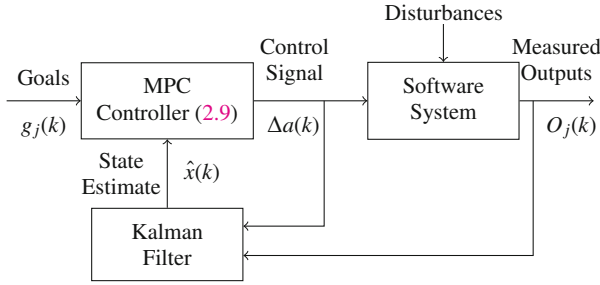 Disturbances
Goals
g_j(k)
MPC
Controller (2.9)
Control
Signal
Δa(k)
Software
System
Measured
Outputs
O_j(k)
State
Estimate
x̂(k)
Kalman
Filter